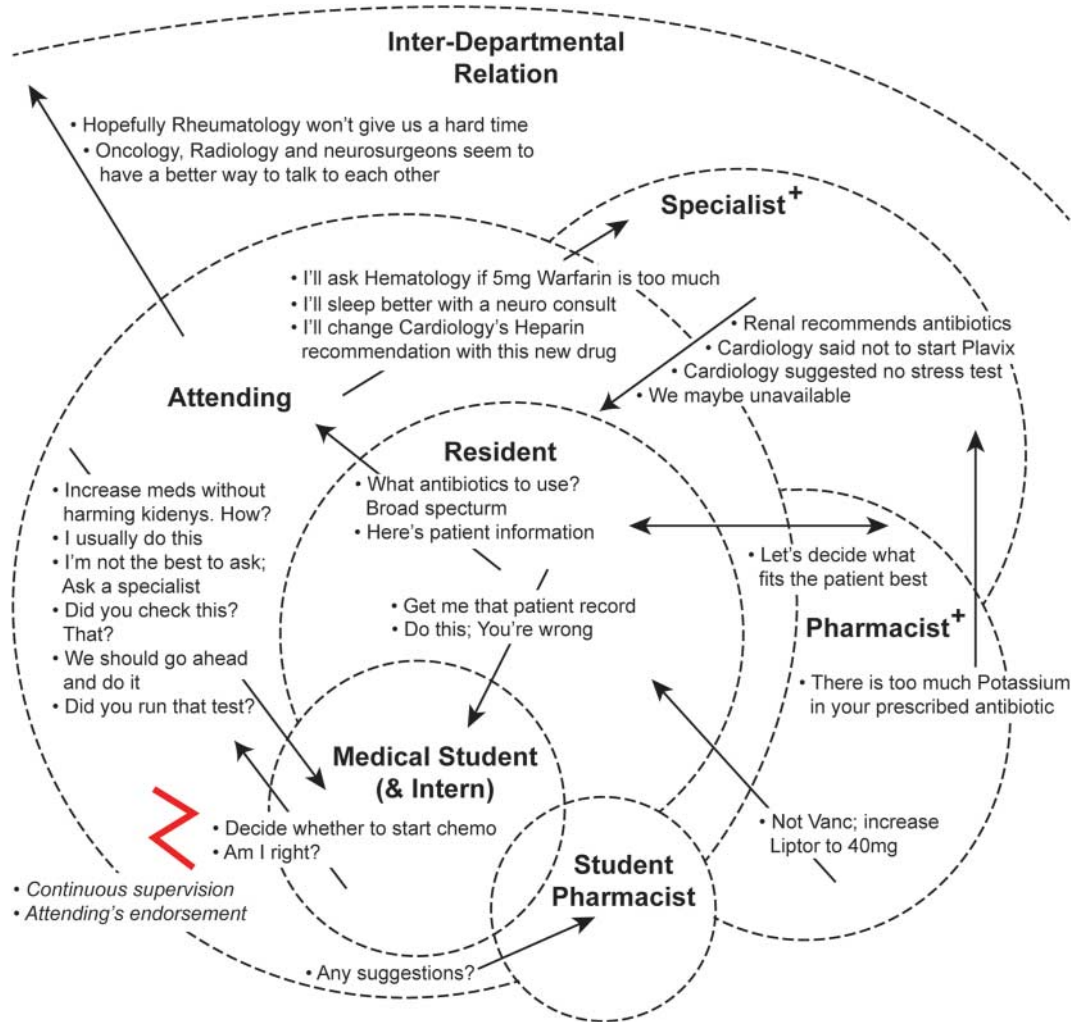 Inter-Departmental
Relation
• Hopefully Rheumatology won't give us a hard time
• Oncology, Radiology and neurosurgeons seem to
have a better way to talk to each other
Specialist+
• I'll ask Hematology if 5mg Warfarin is too much
• I'll sleep better with a neuro consult
• I'll change Cardiology's Heparin
recommendation with this new drug
• Renal recommends antibiotics
• Cardiology said not to start Plavix
• Cardiology suggested no stress test
• We maybe unavailable
Attending
Resident
• What antibiotics to use?
Broad specturm
• Here's patient information
• Increase meds without
harming kidenys. How?
• I usually do this
• I'm not the best to ask;
Ask a specialist
• Did you check this?
That?
• We should go ahead
and do it
• Did you run that test?
• Let's decide what
fits the patient best
• Get me that patient record
• Do this; You're wrong
Pharmacist+
• There is too much Potassium
in your prescribed antibiotic
Medical Student
(& Intern)
• Decide whether to start chemo
• Am I right?
• Not Vanc; increase
Liptor to 40mg
Student
Pharmacist
• Continuous supervision
• Attending's endorsement
• Any suggestions?